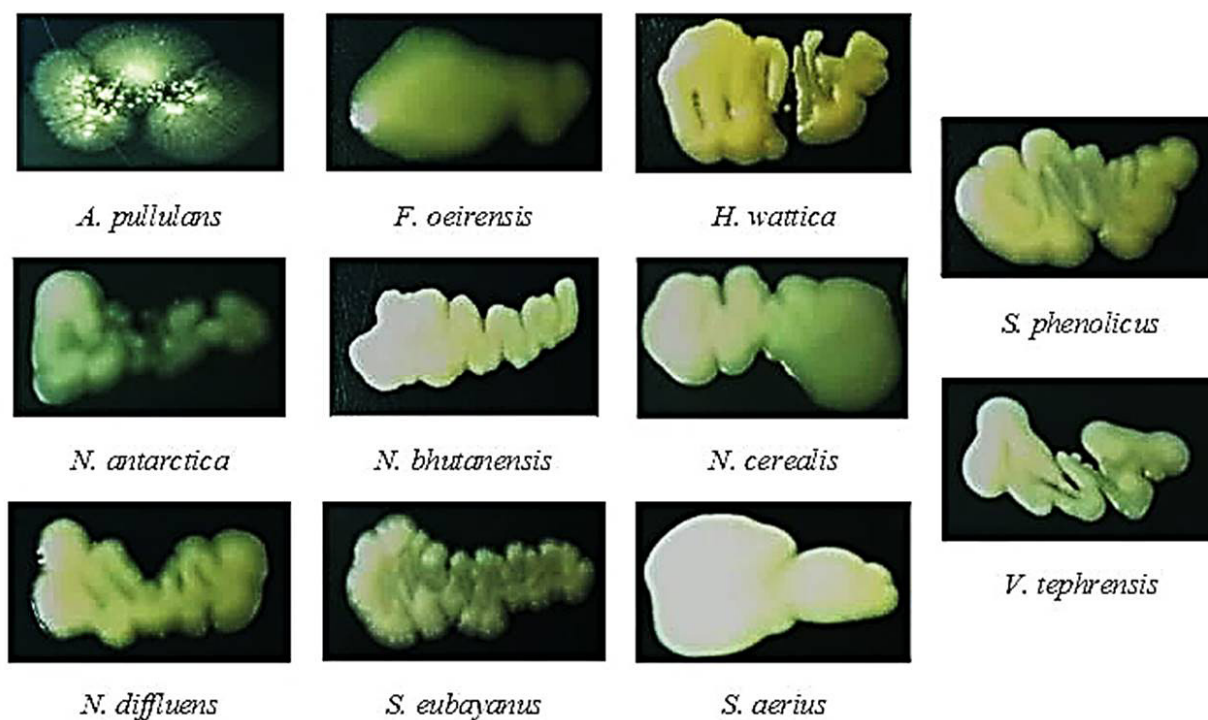 A. pullulans
F. oeirensis
H. wattica
S. phenolicus
N. antarctica
N. bhutanensis
N. cerealis
V. tephrensis
N. diffluens
S. eubayanus
S. aerius